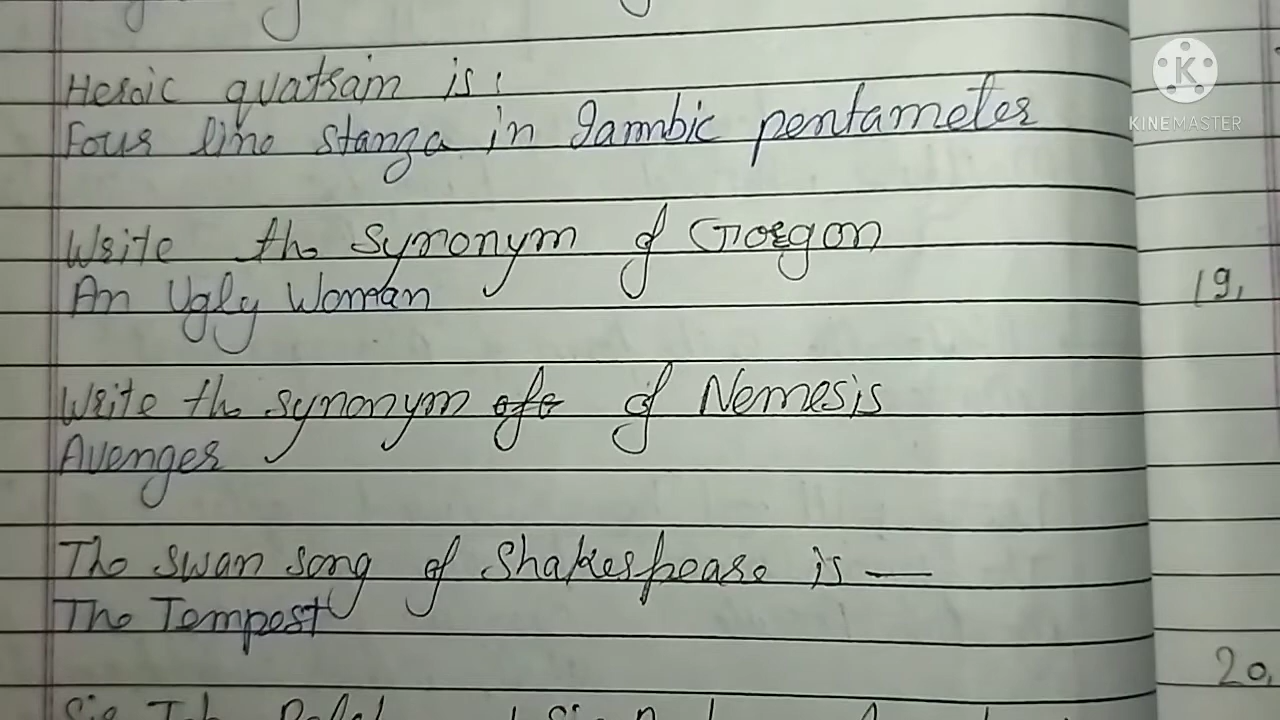 Heroic quatrain is:
Four line stanza in Iambic pentameter
Write the synonym of Gorgon
An Ugly Woman
19,
Write the synonym of Nemesis
Avenger
The swan song of Shakespeare is —
The Tempest
20,
KINEMASTER